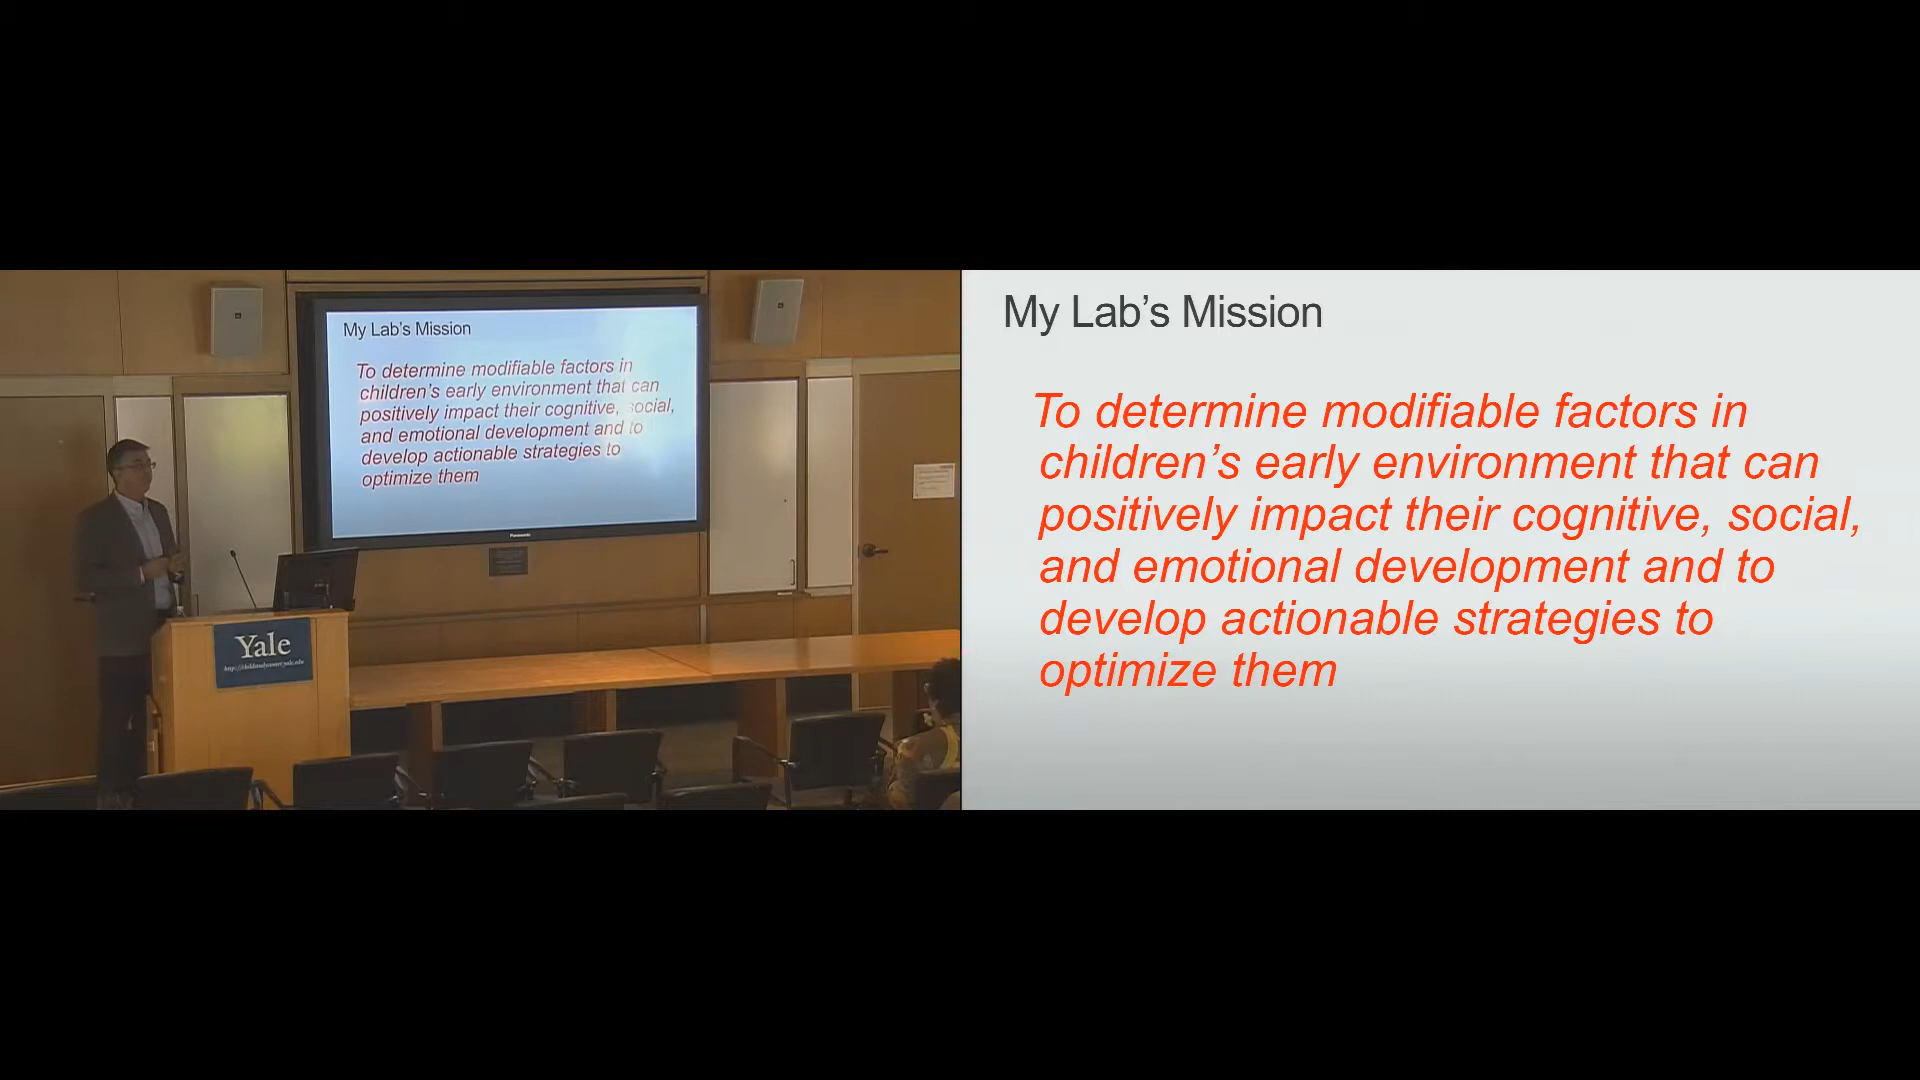 My Lab's Mission
To determine modifiable factors in
children's early environment that can
positively impact their cognitive, social,
and emotional development and to
develop actionable strategies to
optimize them
Panasonic
Yale
My Lab’s Mission
To determine modifiable factors in
children’s early environment that can
positively impact their cognitive, social,
and emotional development and to
develop actionable strategies to
optimize them